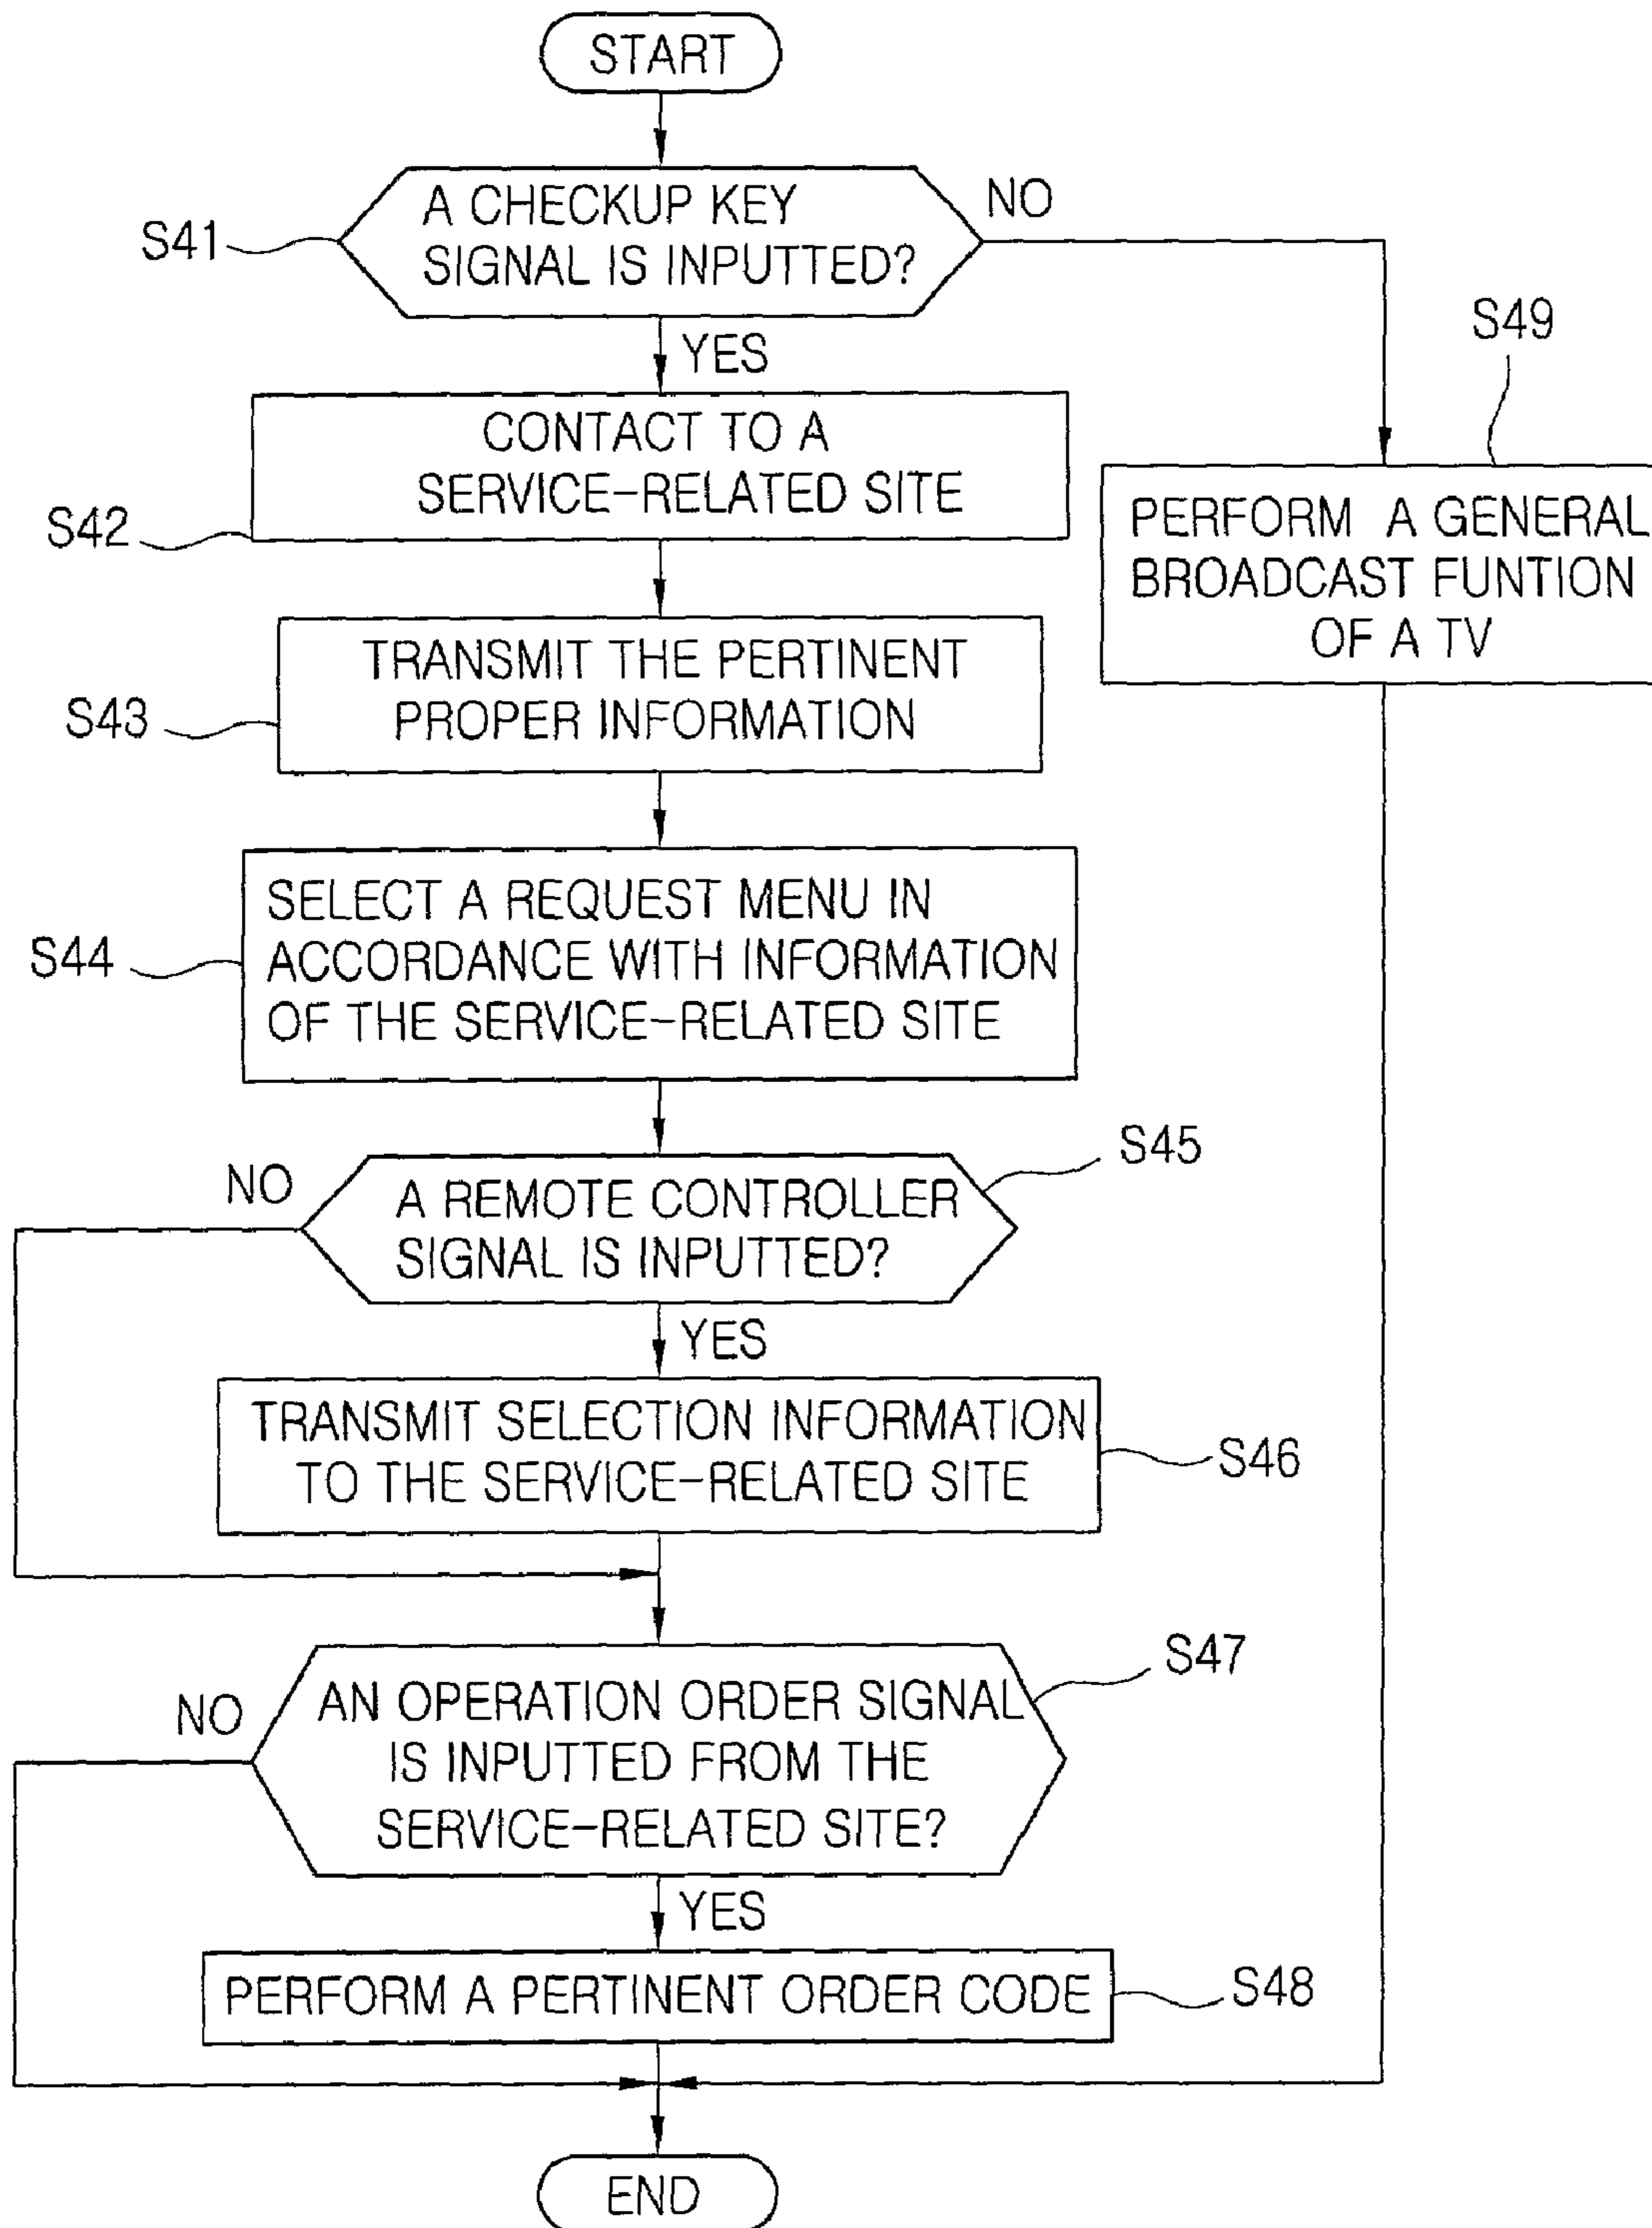 START
S41
A CHECKUP KEY
SIGNAL IS INPUTTED?
NO
YES
S42
CONTACT TO A
SERVICE-RELATED SITE
S49
PERFORM A GENERAL
BROADCAST FUNTION
OF A TV
S43
TRANSMIT THE PERTINENT
PROPER INFORMATION
S44
SELECT A REQUEST MENU IN
ACCORDANCE WITH INFORMATION
OF THE SERVICE-RELATED SITE
S45
NO
A REMOTE CONTROLLER
SIGNAL IS INPUTTED?
YES
TRANSMIT SELECTION INFORMATION
TO THE SERVICE-RELATED SITE
S46
S47
NO
AN OPERATION ORDER SIGNAL
IS INPUTTED FROM THE
SERVICE-RELATED SITE?
YES
PERFORM A PERTINENT ORDER CODE
S48
END